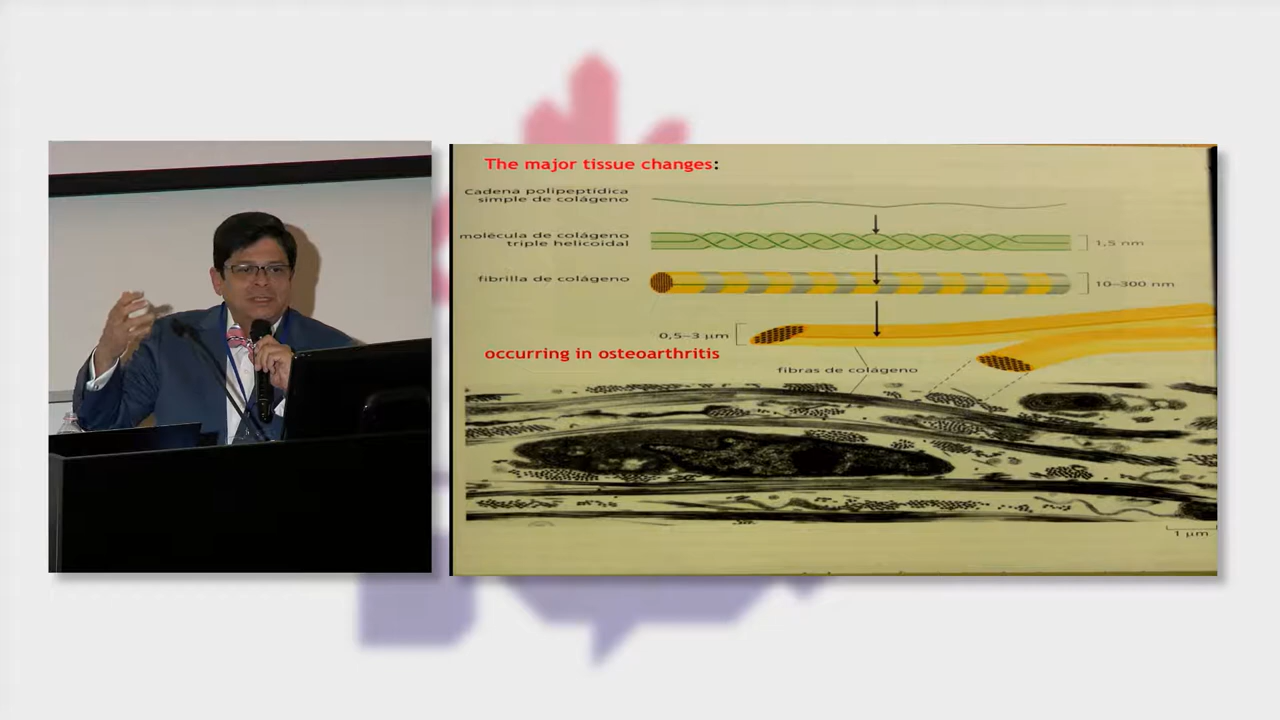 The major tissue changes:
Cadena polipeptídica
simple de colágeno
molécula de colágeno
triple helicoidal
1,5 nm
fibrilla de colágeno
10–300 nm
0,5–3 µm
occurring in osteoarthritis
fibras de colágeno
1 µm